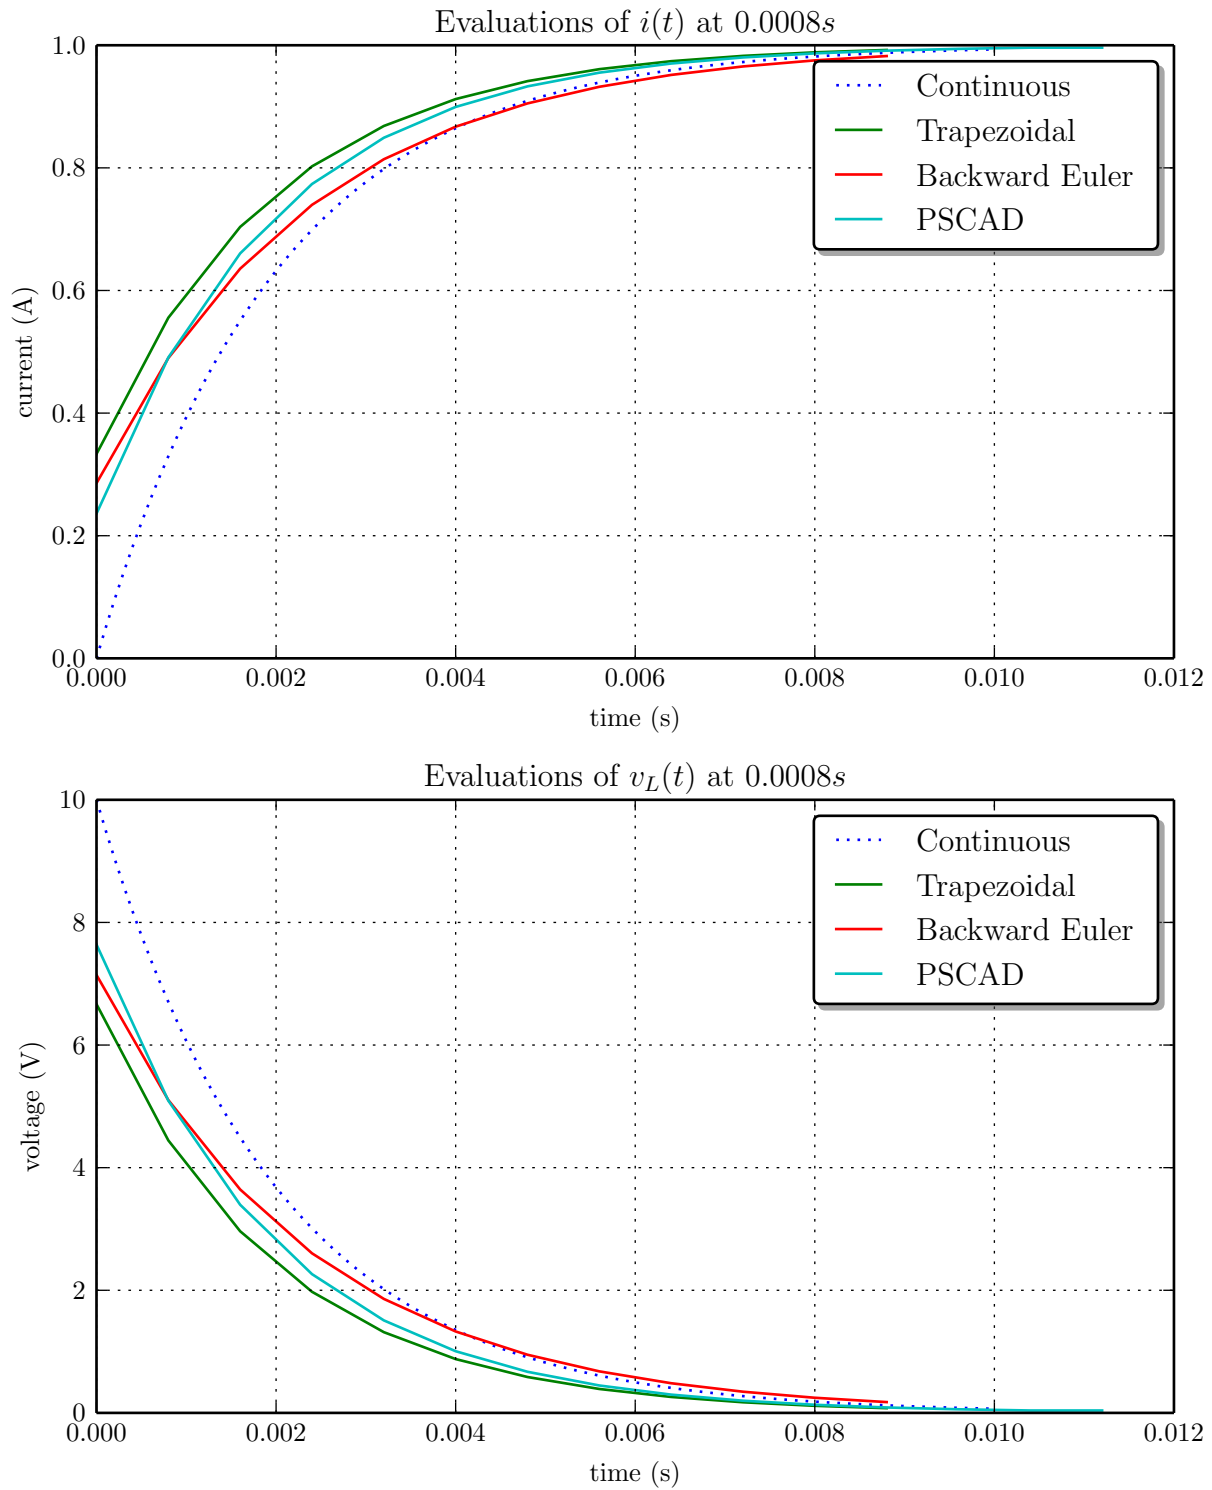 Evaluations of i(t) at 0.0008s
1.0
0.8
0.6
0.4
0.2
0.0
current (A)
Continuous
Trapezoidal
Backward Euler
PSCAD
0.000 0.002 0.004 0.006 0.008 0.010 0.012
time (s)
Evaluations of v_L(t) at 0.0008s
10
8
6
4
2
0
voltage (V)
Continuous
Trapezoidal
Backward Euler
PSCAD
0.000 0.002 0.004 0.006 0.008 0.010 0.012
time (s)